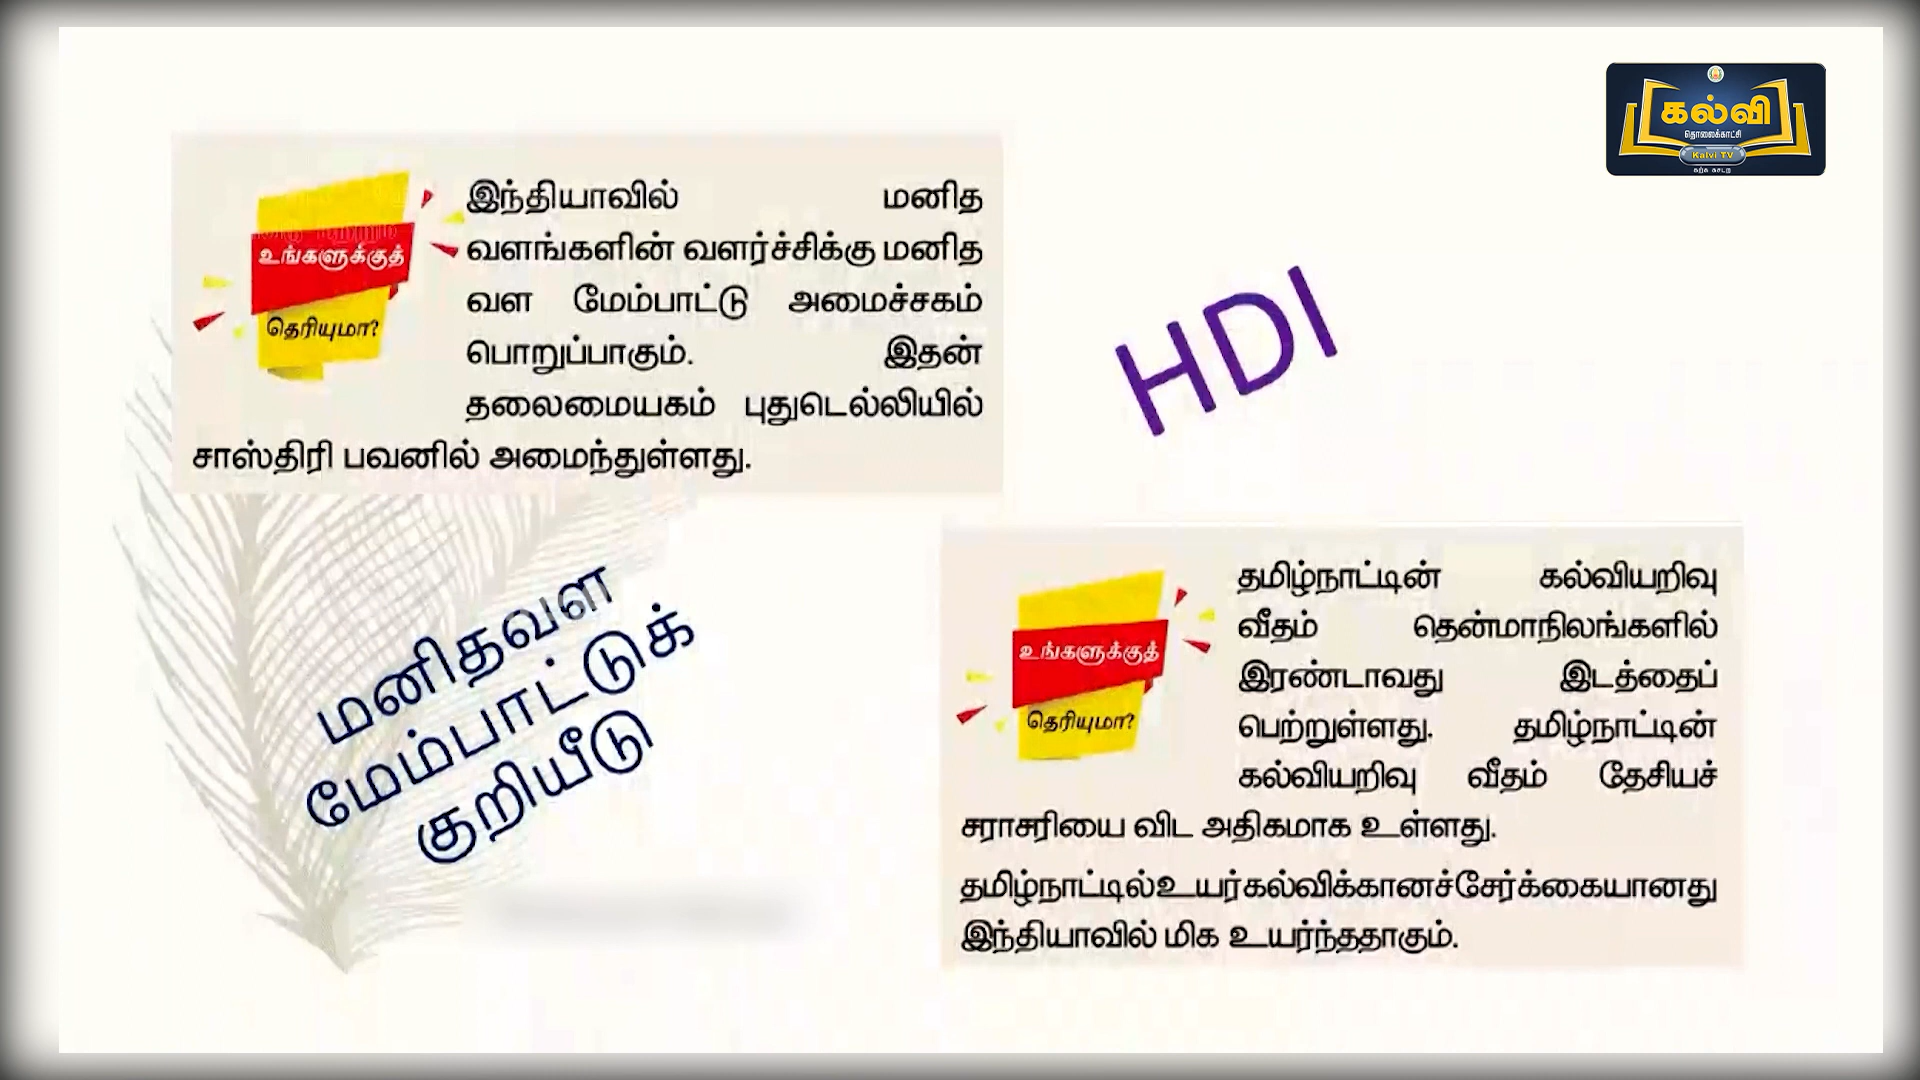 கல்வி
தொலைக்காட்சி
Kalvi TV
கற்க கசடற
இந்தியாவில் மனித
வளங்களின் வளர்ச்சிக்கு மனித
வள மேம்பாட்டு அமைச்சகம்
பொறுப்பாகும். இதன்
தலைமையகம் புதுடெல்லியில்
சாஸ்திரி பவனில் அமைந்துள்ளது.
உங்களுக்குத்
தெரியுமா?
HDI
மனிதவள
மேம்பாட்டுக்
குறியீடு
உங்களுக்குத்
தெரியுமா?
தமிழ்நாட்டின் கல்வியறிவு
வீதம் தென்மாநிலங்களில்
இரண்டாவது இடத்தைப்
பெற்றுள்ளது. தமிழ்நாட்டின்
கல்வியறிவு வீதம் தேசியச்
சராசரியை விட அதிகமாக உள்ளது.
தமிழ்நாட்டில்உயர்கல்விக்கானச்சேர்க்கையானது
இந்தியாவில் மிக உயர்ந்ததாகும்.